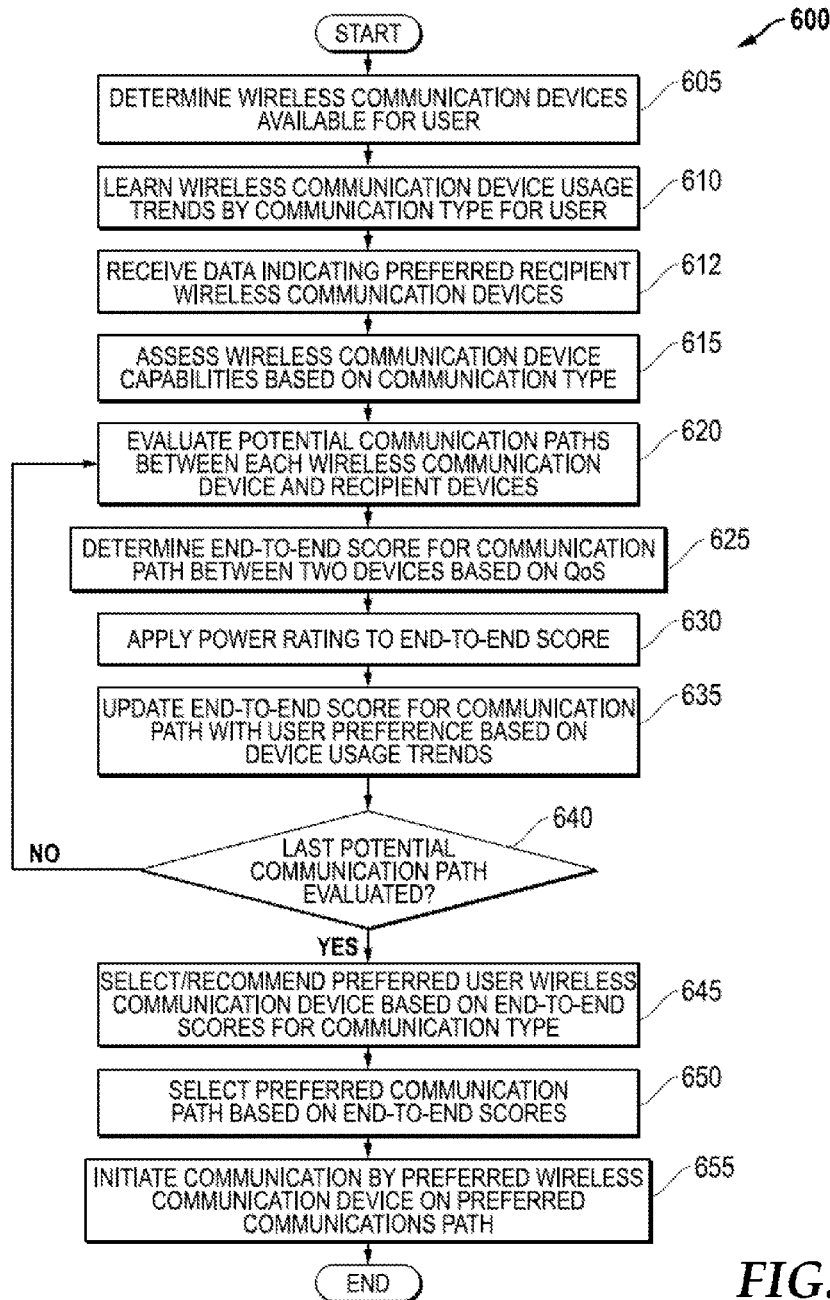 600
START
DETERMINE WIRELESS COMMUNICATION DEVICES
AVAILABLE FOR USER
605
LEARN WIRELESS COMMUNICATION DEVICE USAGE
TRENDS BY COMMUNICATION TYPE FOR USER
610
RECEIVE DATA INDICATING PREFERRED RECIPIENT
WIRELESS COMMUNICATION DEVICES
612
ASSESS WIRELESS COMMUNICATION DEVICE
CAPABILITIES BASED ON COMMUNICATION TYPE
615
EVALUATE POTENTIAL COMMUNICATION PATHS
BETWEEN EACH WIRELESS COMMUNICATION
DEVICE AND RECIPIENT DEVICES
620
DETERMINE END-TO-END SCORE FOR COMMUNICATION
PATH BETWEEN TWO DEVICES BASED ON QoS
625
APPLY POWER RATING TO END-TO-END SCORE
630
UPDATE END-TO-END SCORE FOR COMMUNICATION
PATH WITH USER PREFERENCE BASED ON
DEVICE USAGE TRENDS
635
LAST POTENTIAL
COMMUNICATION PATH
EVALUATED?
640
NO
YES
SELECT/RECOMMEND PREFERRED USER WIRELESS
COMMUNICATION DEVICE BASED ON END-TO-END
SCORES FOR COMMUNICATION TYPE
645
SELECT PREFERRED COMMUNICATION
PATH BASED ON END-TO-END SCORES
650
INITIATE COMMUNICATION BY PREFERRED WIRELESS
COMMUNICATION DEVICE ON PREFERRED
COMMUNICATIONS PATH
655
END
FIG.